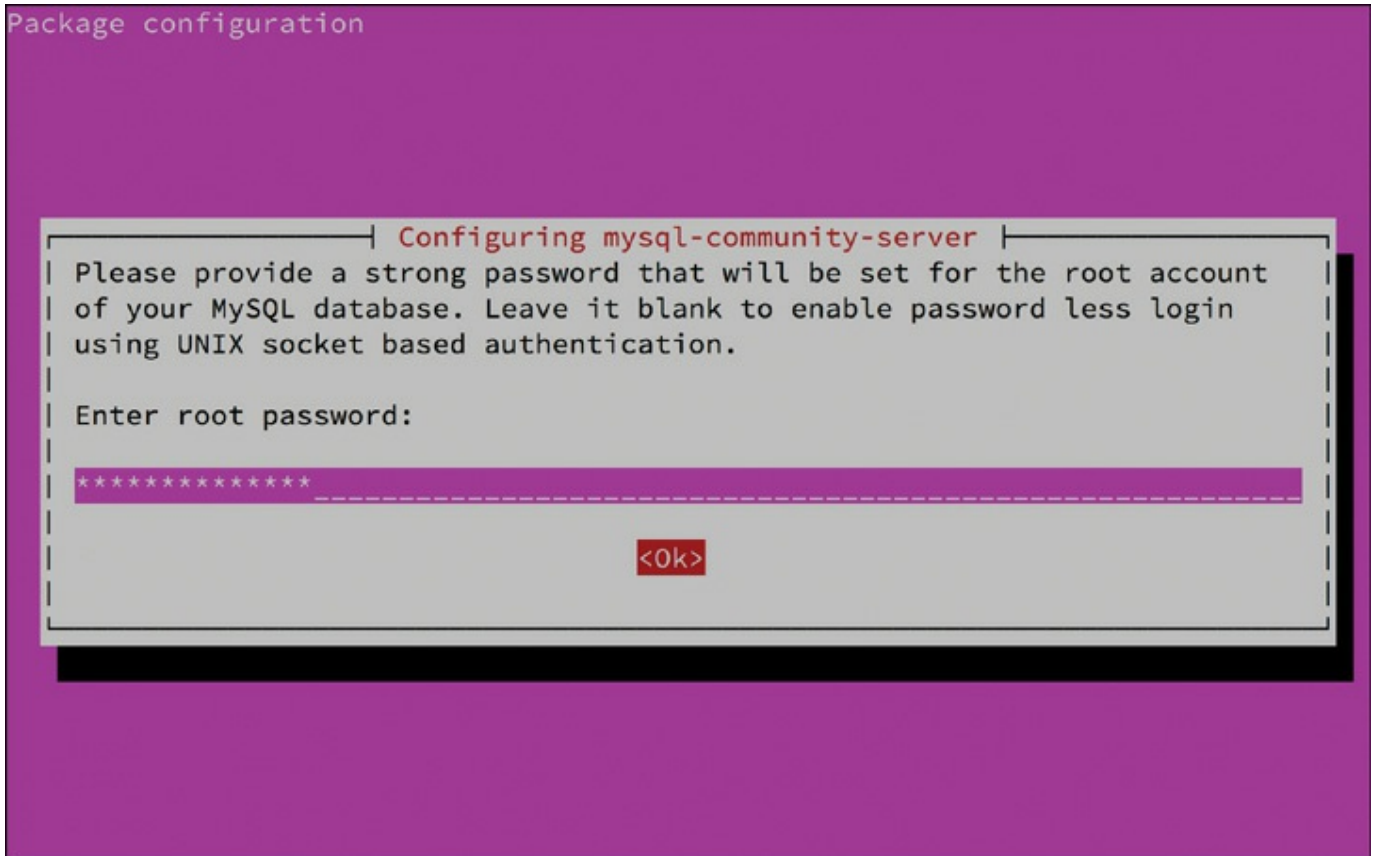 Package configuration
Configuring mysql-community-server
Please provide a strong password that will be set for the root account
of your MySQL database. Leave it blank to enable password less login
using UNIX socket based authentication.
Enter root password:
**************
<Ok>